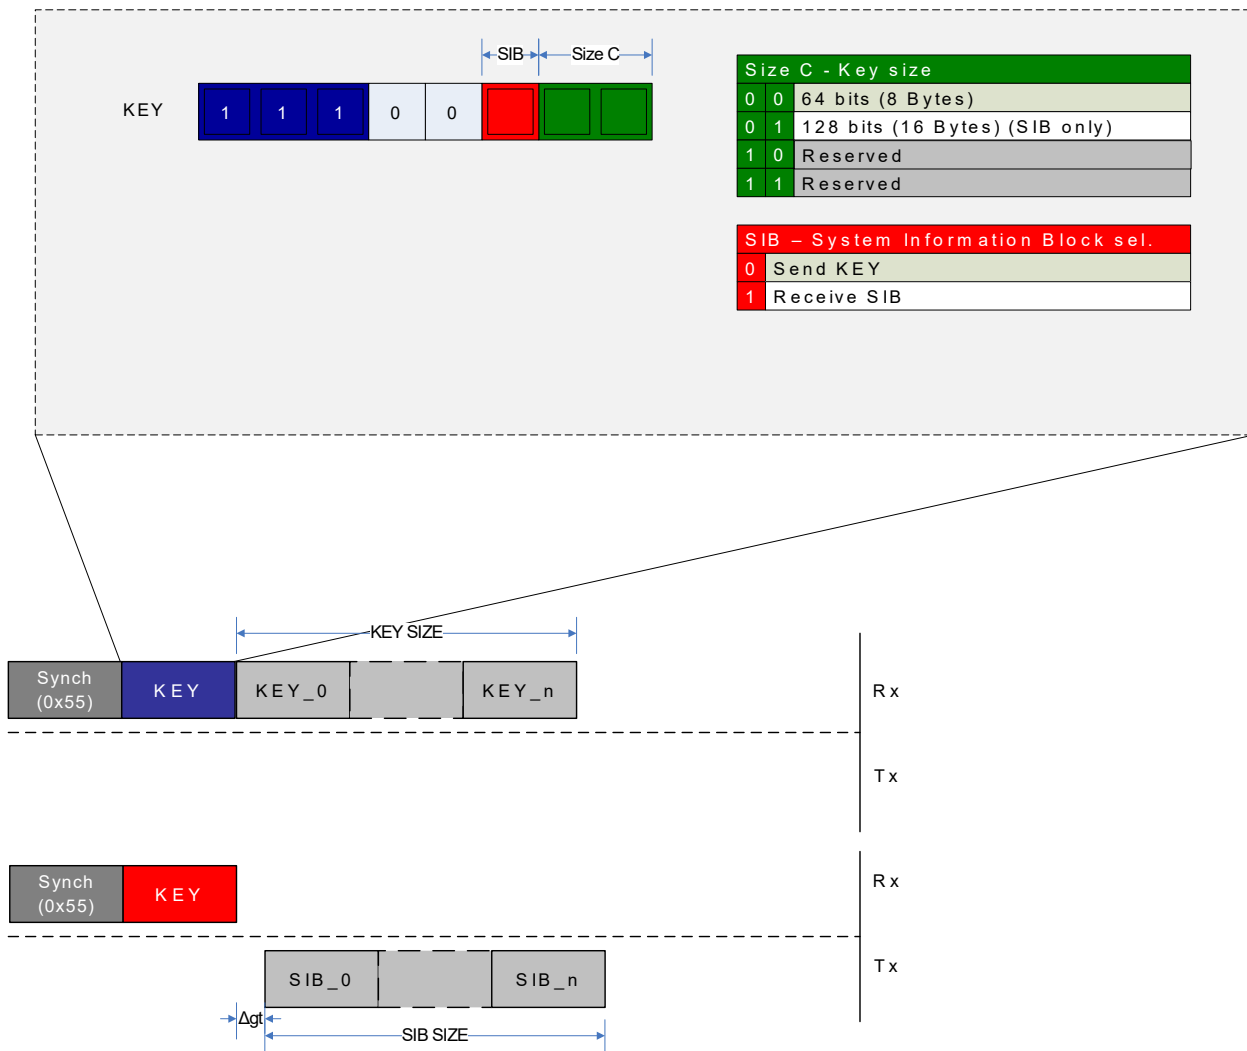 SIB Size C
KEY 1 1 1 0 0
Size C - Key size
0 0 64 bits (8 Bytes)
0 1 128 bits (16 Bytes) (SIB only)
1 0 Reserved
1 1 Reserved
SIB – System Information Block sel.
0 Send KEY
1 Receive SIB
KEY SIZE
Synch
(0x55)
KEY
KEY_0
KEY_n
Rx
Tx
Synch
(0x55)
KEY
Rx
SIB_0
SIB_n
Tx
Δgt
SIB SIZE